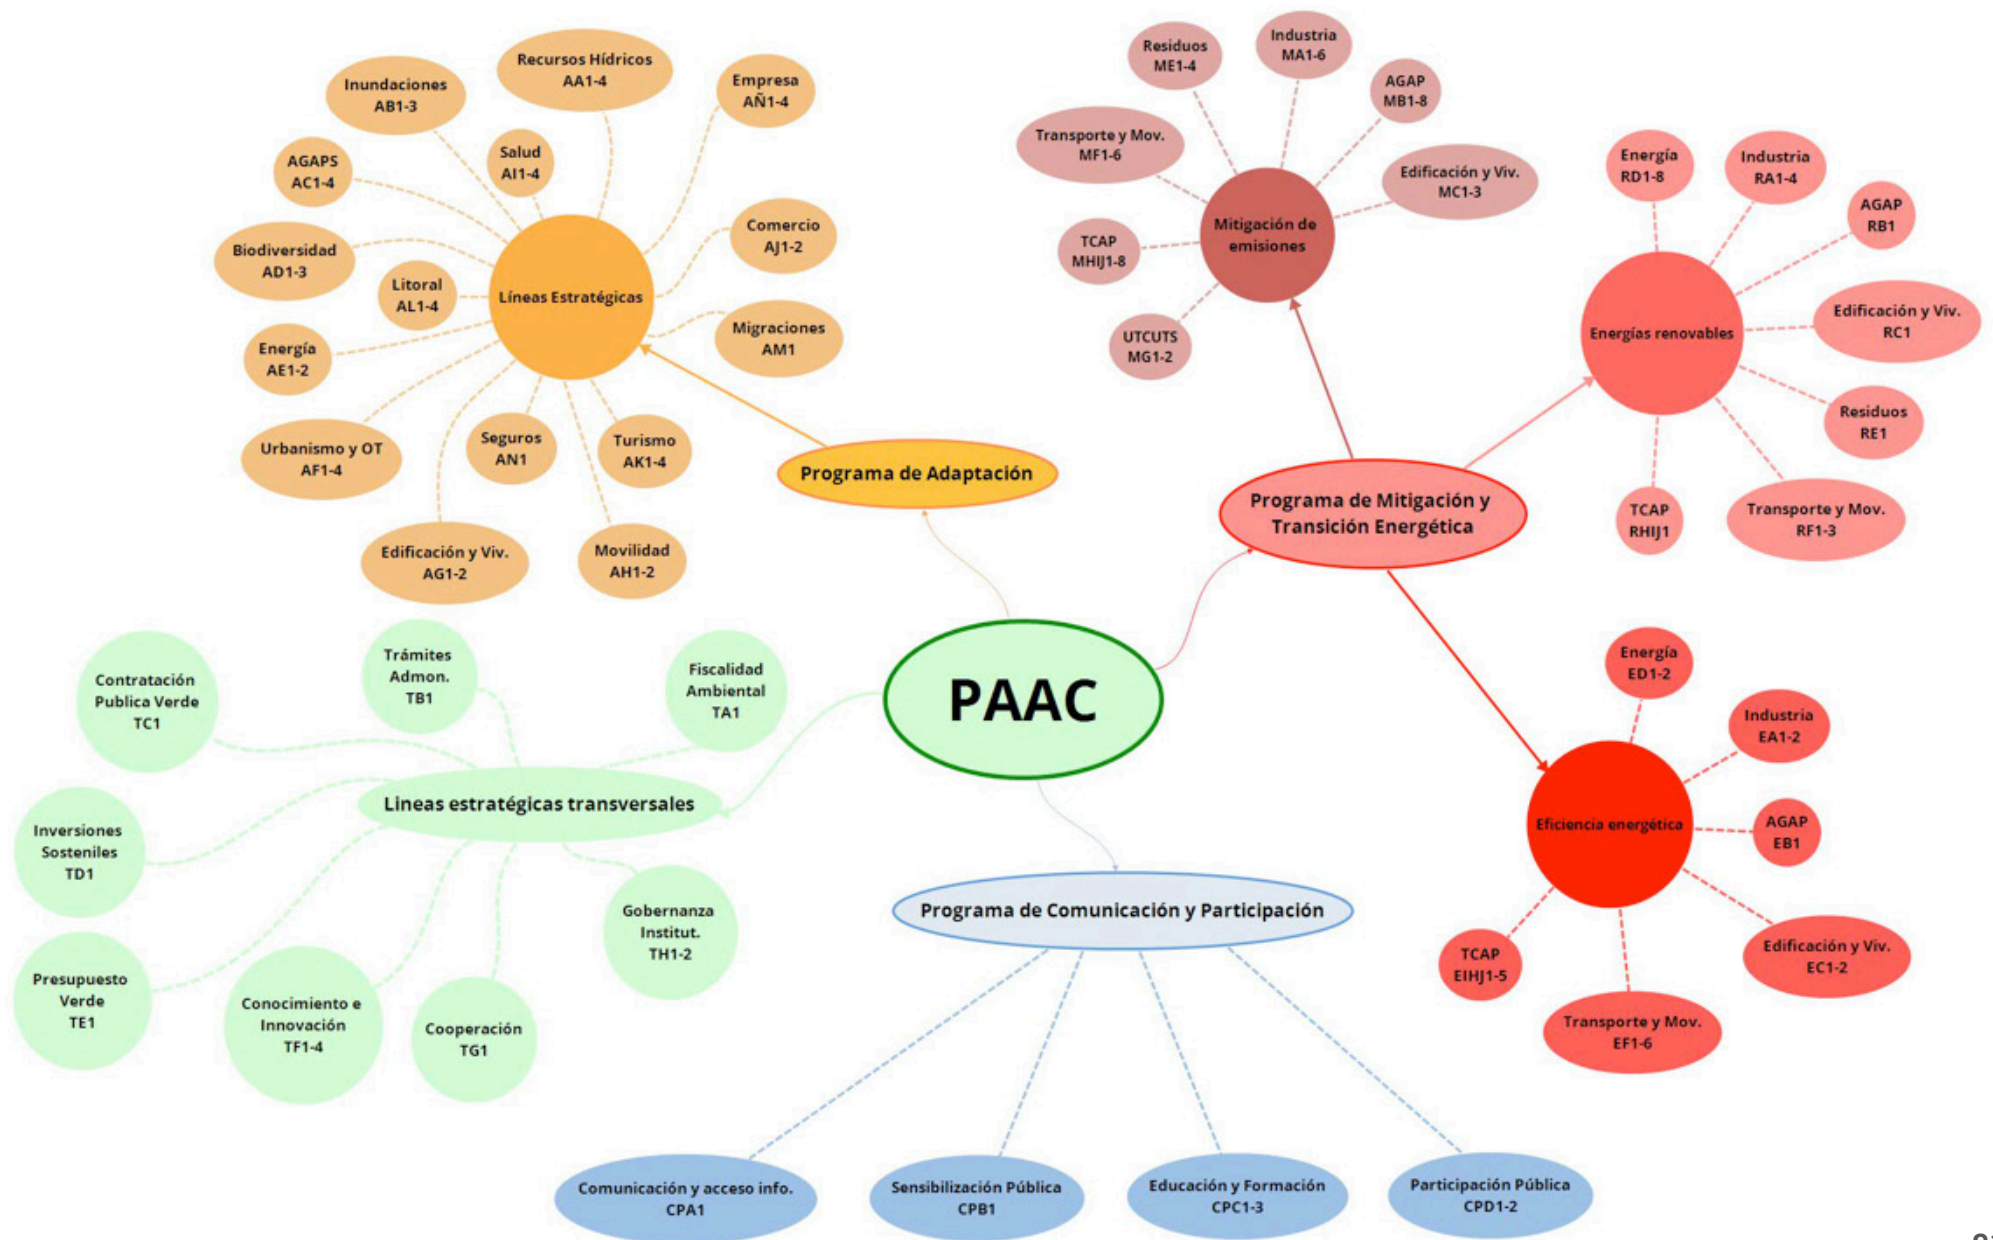 Recursos Hídricos
AA1-4
Inundaciones
AB1-3
Empresa
AÑ1-4
Salud
AI1-4
AGAPS
AC1-4
Comercio
AJ1-2
Biodiversidad
AD1-3
Litoral
AL1-4
Líneas Estratégicas
Migraciones
AM1
Energía
AE1-2
Urbanismo y OT
AF1-4
Seguros
AN1
Turismo
AK1-4
Edificación y Viv.
AG1-2
Movilidad
AH1-2
Programa de Adaptación
Residuos
ME1-4
Industria
MA1-6
AGAP
MB1-8
Transporte y Mov.
MF1-6
Edificación y Viv.
MC1-3
Mitigación de
emisiones
TCAP
MHIJ1-8
UTCUTS
MG1-2
Energía
RD1-8
Industria
RA1-4
AGAP
RB1
Edificación y Viv.
RC1
Energías renovables
Residuos
RE1
Transporte y Mov.
RF1-3
TCAP
RHIJ1
Programa de Mitigación y
Transición Energética
PAAC
Energía
ED1-2
Industria
EA1-2
AGAP
EB1
Eficiencia energética
Edificación y Viv.
EC1-2
TCAP
EIHJ1-5
Transporte y Mov.
EF1-6
Contratación
Publica Verde
TC1
Trámites
Admon.
TB1
Fiscalidad
Ambiental
TA1
Lineas estratégicas transversales
Inversiones
Sosteniles
TD1
Presupuesto
Verde
TE1
Conocimiento e
Innovación
TF1-4
Cooperación
TG1
Gobernanza
Institut.
TH1-2
Programa de Comunicación y Participación
Comunicación y acceso info.
CPA1
Sensibilización Pública
CPB1
Educación y Formación
CPC1-3
Participación Pública
CPD1-2